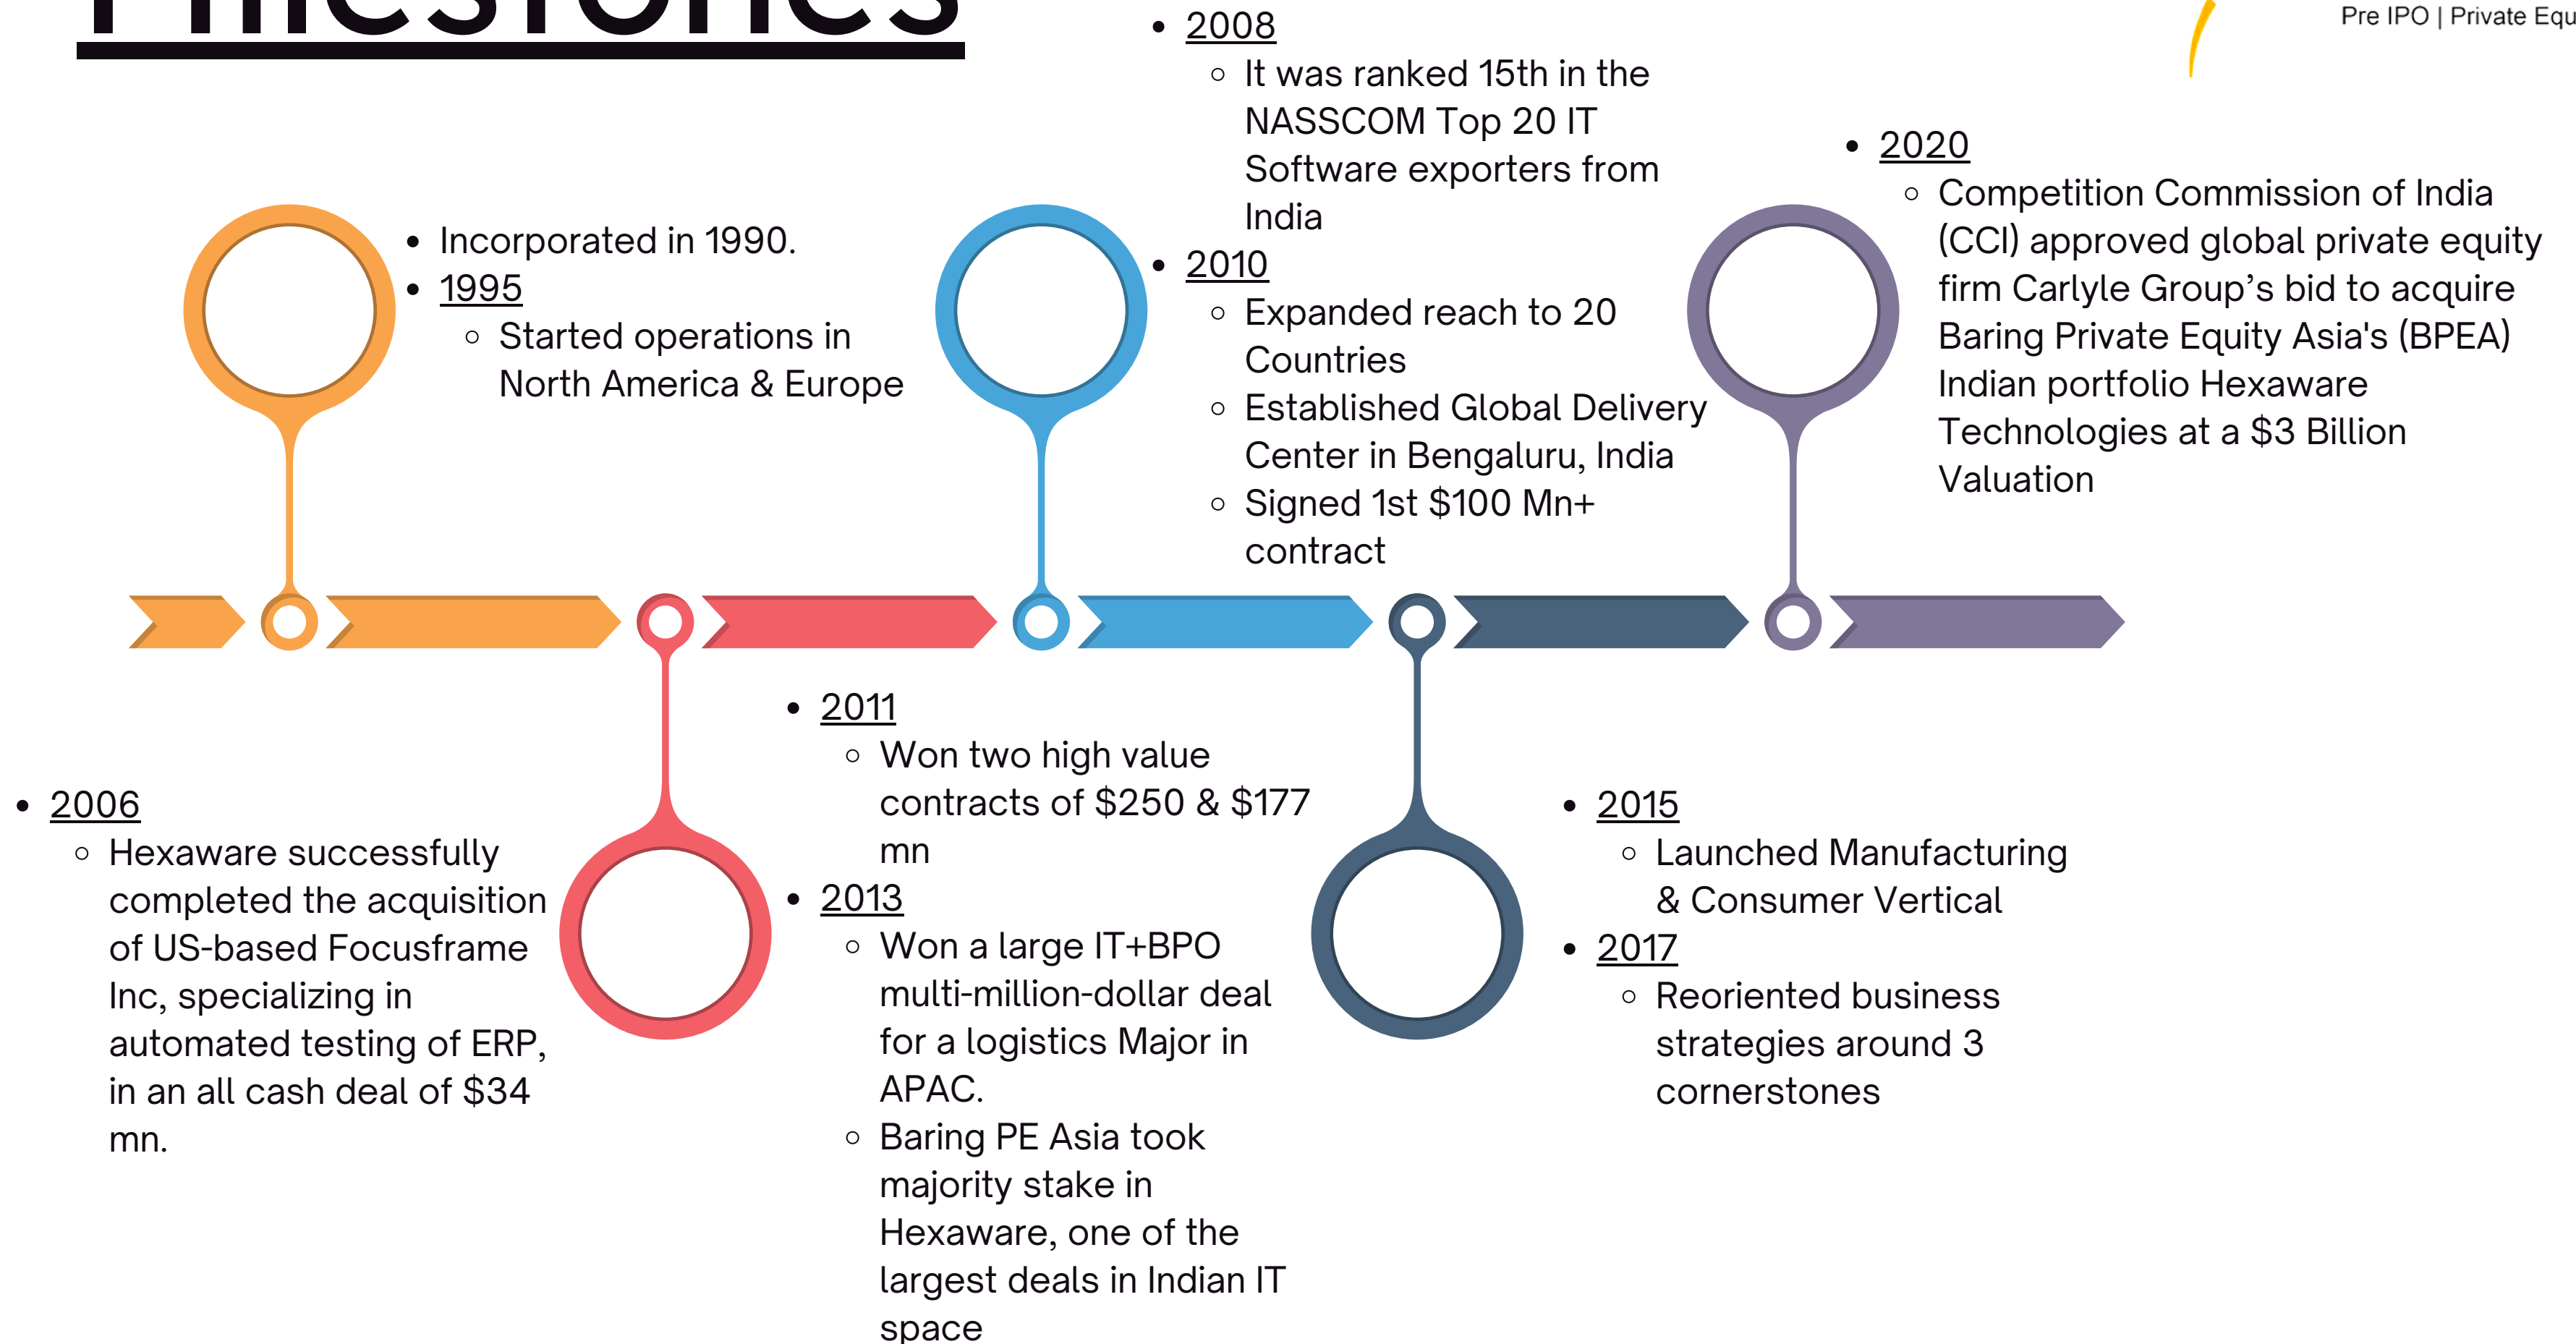 Milestones
Pre IPO | Private Equ
Incorporated in 1990.
1995
Started operations in
North America & Europe
2006
Hexaware successfully
completed the acquisition
of US-based Focusframe
Inc, specializing in
automated testing of ERP,
in an all cash deal of $34
mn.
2008
It was ranked 15th in the
NASSCOM Top 20 IT
Software exporters from
India
2010
Expanded reach to 20
Countries
Established Global Delivery
Center in Bengaluru, India
Signed 1st $100 Mn+
contract
2011
Won two high value
contracts of $250 & $177
mn
2013
Won a large IT+BPO
multi-million-dollar deal
for a logistics Major in
APAC.
Baring PE Asia took
majority stake in
Hexaware, one of the
largest deals in Indian IT
space
2015
Launched Manufacturing
& Consumer Vertical
2017
Reoriented business
strategies around 3
cornerstones
2020
Competition Commission of India
(CCI) approved global private equity
firm Carlyle Group’s bid to acquire
Baring Private Equity Asia's (BPEA)
Indian portfolio Hexaware
Technologies at a $3 Billion
Valuation